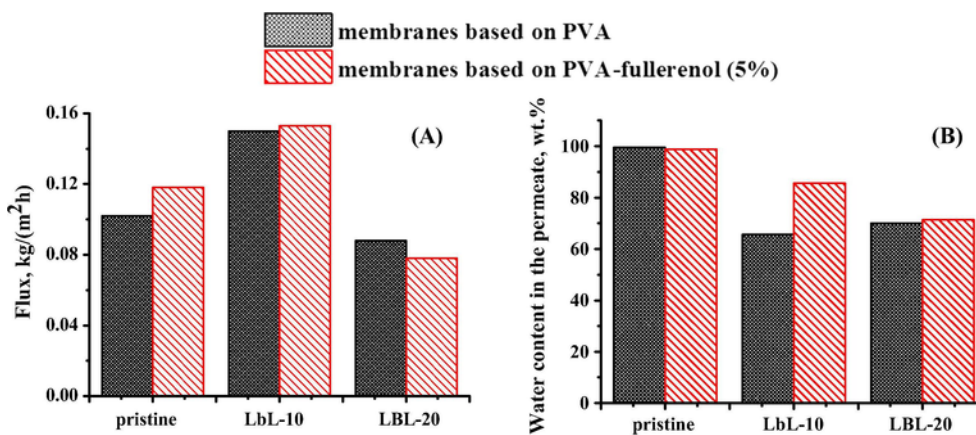 membranes based on PVA
membranes based on PVA-fullerenol (5%)
(A)
Flux, kg/(m²h)
0.16
0.12
0.08
0.04
0.00
pristine
LbL-10
LBL-20
(B)
Water content in the permeate, wt.%
100
80
60
40
20
0
pristine
LbL-10
LBL-20